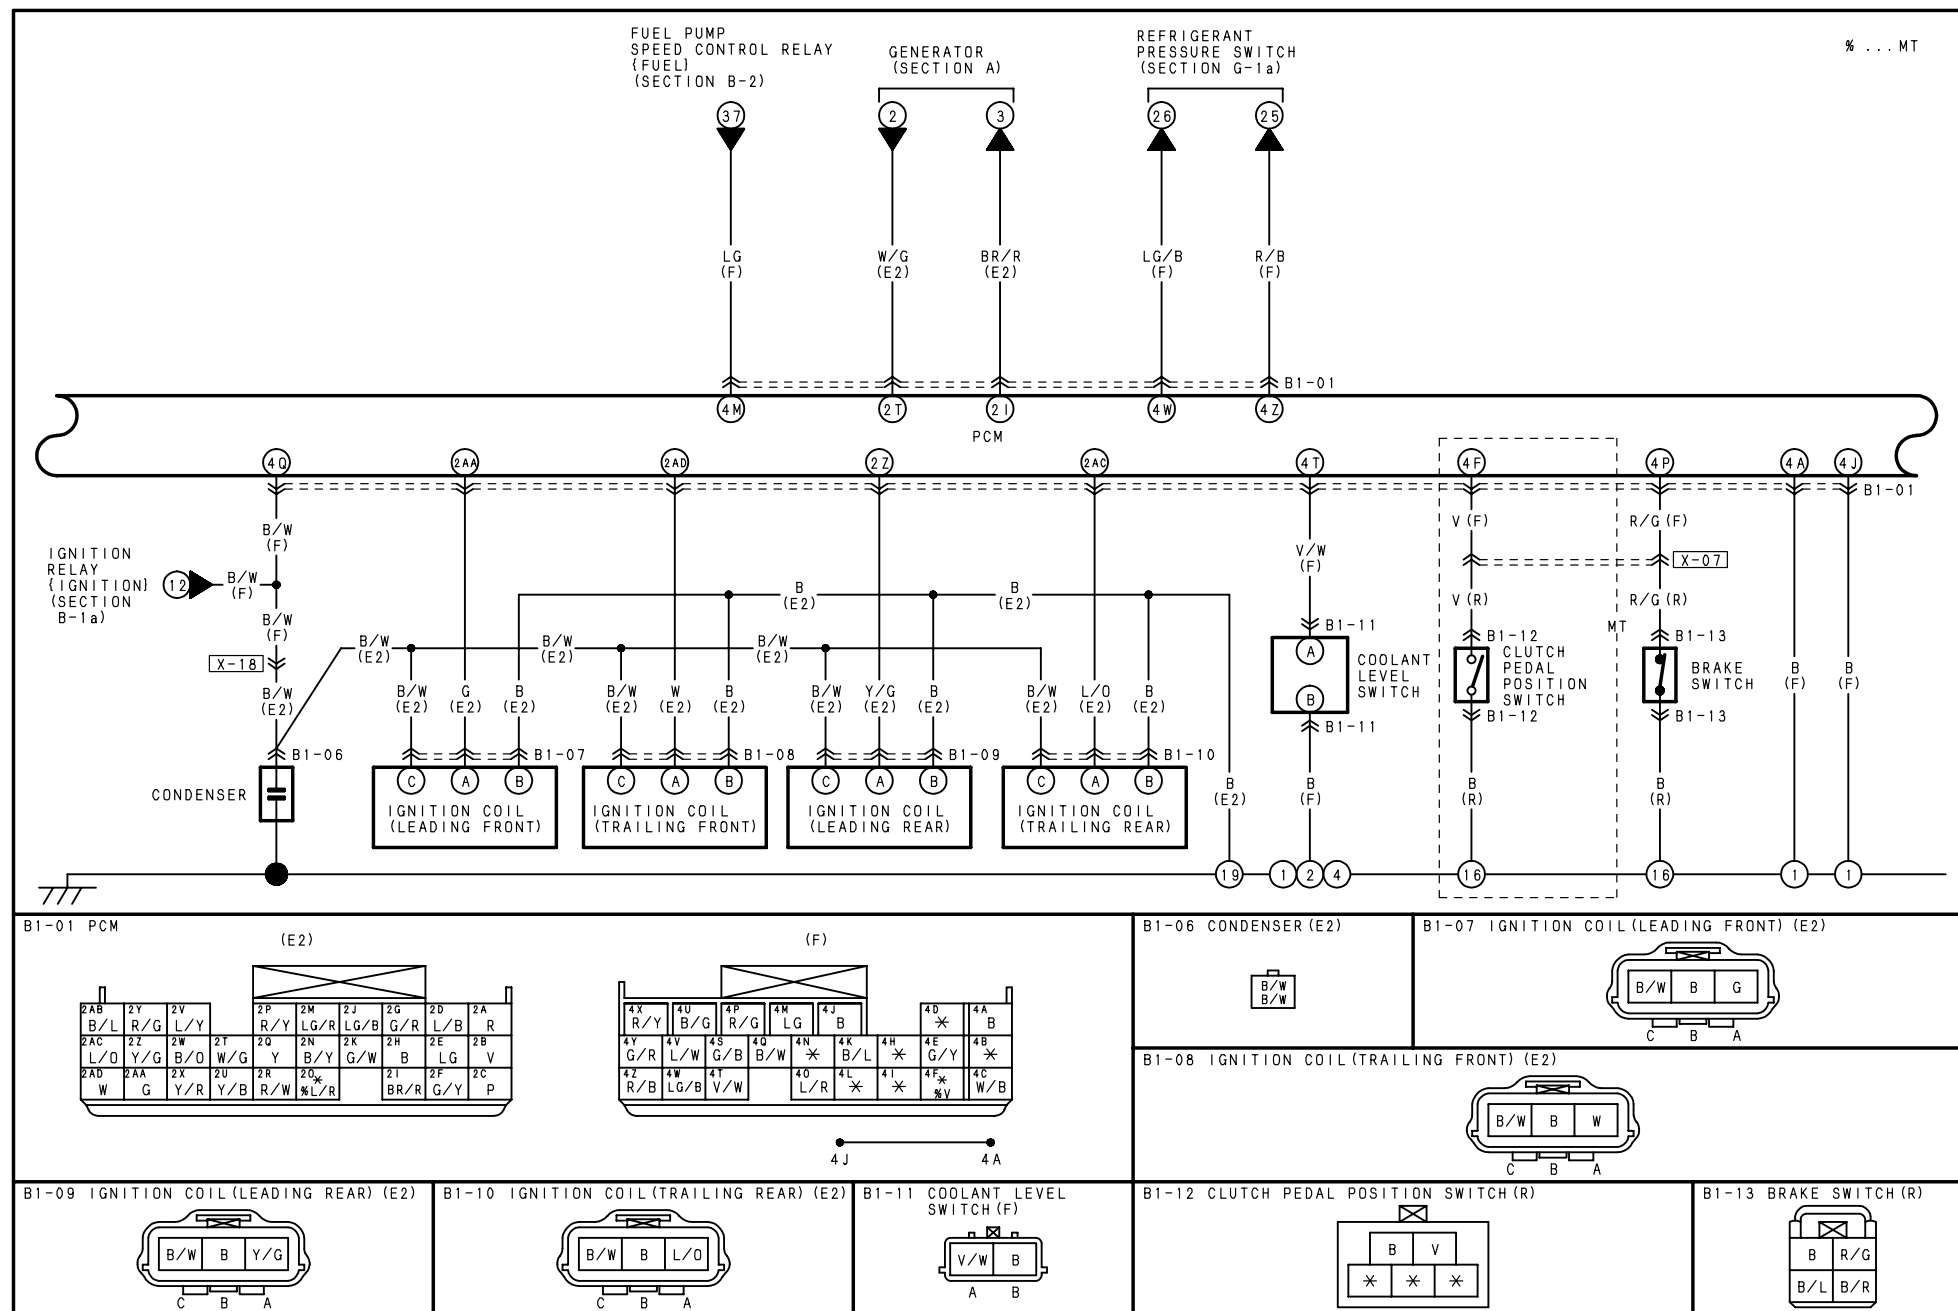 FUEL PUMP
SPEED CONTROL RELAY
{FUEL}
(SECTION B-2)
GENERATOR
(SECTION A)
REFRIGERANT
PRESSURE SWITCH
(SECTION G-1a)
% ... MT
37
2
3
26
25
LG
(F)
W/G
(E2)
BR/R
(E2)
LG/B
(F)
R/B
(F)
B1-01
4M
2T
2I
4W
4Z
PCM
4Q
2AA
2AD
2Z
2AC
4T
4F
4P
4A
4J
B1-01
B/W
(F)
V (F)
R/G (F)
IGNITION
RELAY
{IGNITION}
(SECTION
B-1a)
12
B/W
(F)
V/W
(F)
X-07
B
(E2)
B
(E2)
V (R)
R/G (R)
B/W
(F)
MT
X-18
B/W
(E2)
B/W
(E2)
B/W
(E2)
B1-11
B1-12
B1-13
A
B
COOLANT
LEVEL
SWITCH
CLUTCH
PEDAL
POSITION
SWITCH
BRAKE
SWITCH
B
(F)
B
(F)
B/W
(E2)
B/W
(E2)
G
(E2)
B
(E2)
B/W
(E2)
W
(E2)
B
(E2)
B/W
(E2)
Y/G
(E2)
B
(E2)
B/W
(E2)
L/O
(E2)
B
(E2)
B1-11
B1-12
B1-13
B1-06
B1-07
B1-08
B1-09
B1-10
C A B
C A B
C A B
C A B
CONDENSER
IGNITION COIL
(LEADING FRONT)
IGNITION COIL
(TRAILING FRONT)
IGNITION COIL
(LEADING REAR)
IGNITION COIL
(TRAILING REAR)
B
(E2)
B
(F)
B
(R)
B
(R)
19 1 2 4 16 16 1 1
B1-01 PCM
(E2)
(F)
2AB B/L 2Y R/G 2V L/Y 2P R/Y 2M LG/R 2J LG/B 2G G/R 2D L/B 2A R
2AC L/O 2Z Y/G 2W B/O 2T W/G 2Q Y 2N B/Y 2K G/W 2H B 2E LG 2B V
2AD W 2AA G 2X Y/R 2U Y/B 2R R/W 2O * %L/R 2I BR/R 2F G/Y 2C P
4X R/Y 4U B/G 4P R/G 4M LG 4J B 4D * 4A B
4Y G/R 4V L/W 4S G/B 4Q B/W 4N * 4K B/L 4H * 4E G/Y 4B *
4Z R/B 4W LG/B 4T V/W 4O L/R 4L * 4I * 4F * %V 4C W/B
4J 4A
B1-06 CONDENSER (E2)
B/W
B/W
B1-07 IGNITION COIL (LEADING FRONT) (E2)
B/W B G
C B A
B1-08 IGNITION COIL (TRAILING FRONT) (E2)
B/W B W
C B A
B1-09 IGNITION COIL (LEADING REAR) (E2)
B/W B Y/G
C B A
B1-10 IGNITION COIL (TRAILING REAR) (E2)
B/W B L/O
C B A
B1-11 COOLANT LEVEL
SWITCH (F)
V/W B
A B
B1-12 CLUTCH PEDAL POSITION SWITCH (R)
B V
* * *
B1-13 BRAKE SWITCH (R)
B R/G
B/L B/R